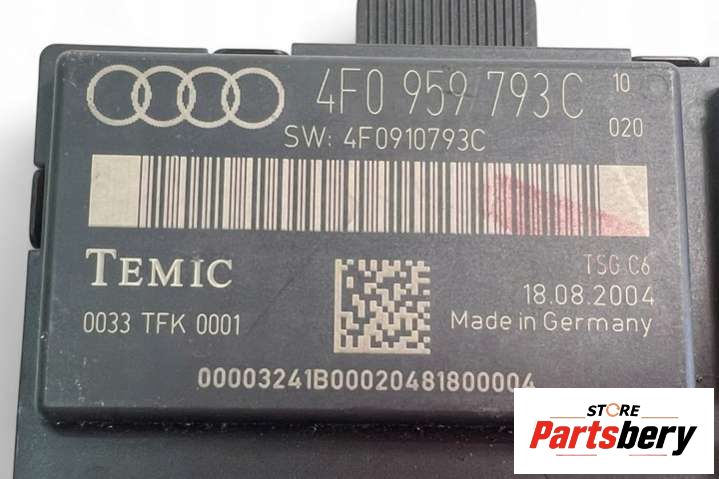 4F0 959 793 C 10
020
SW: 4F0910793C
TEMIC
TSG C6
18.08.2004
0033 TFK 0001
Made in Germany
00003241B00020481800004
STORE
Partsbery